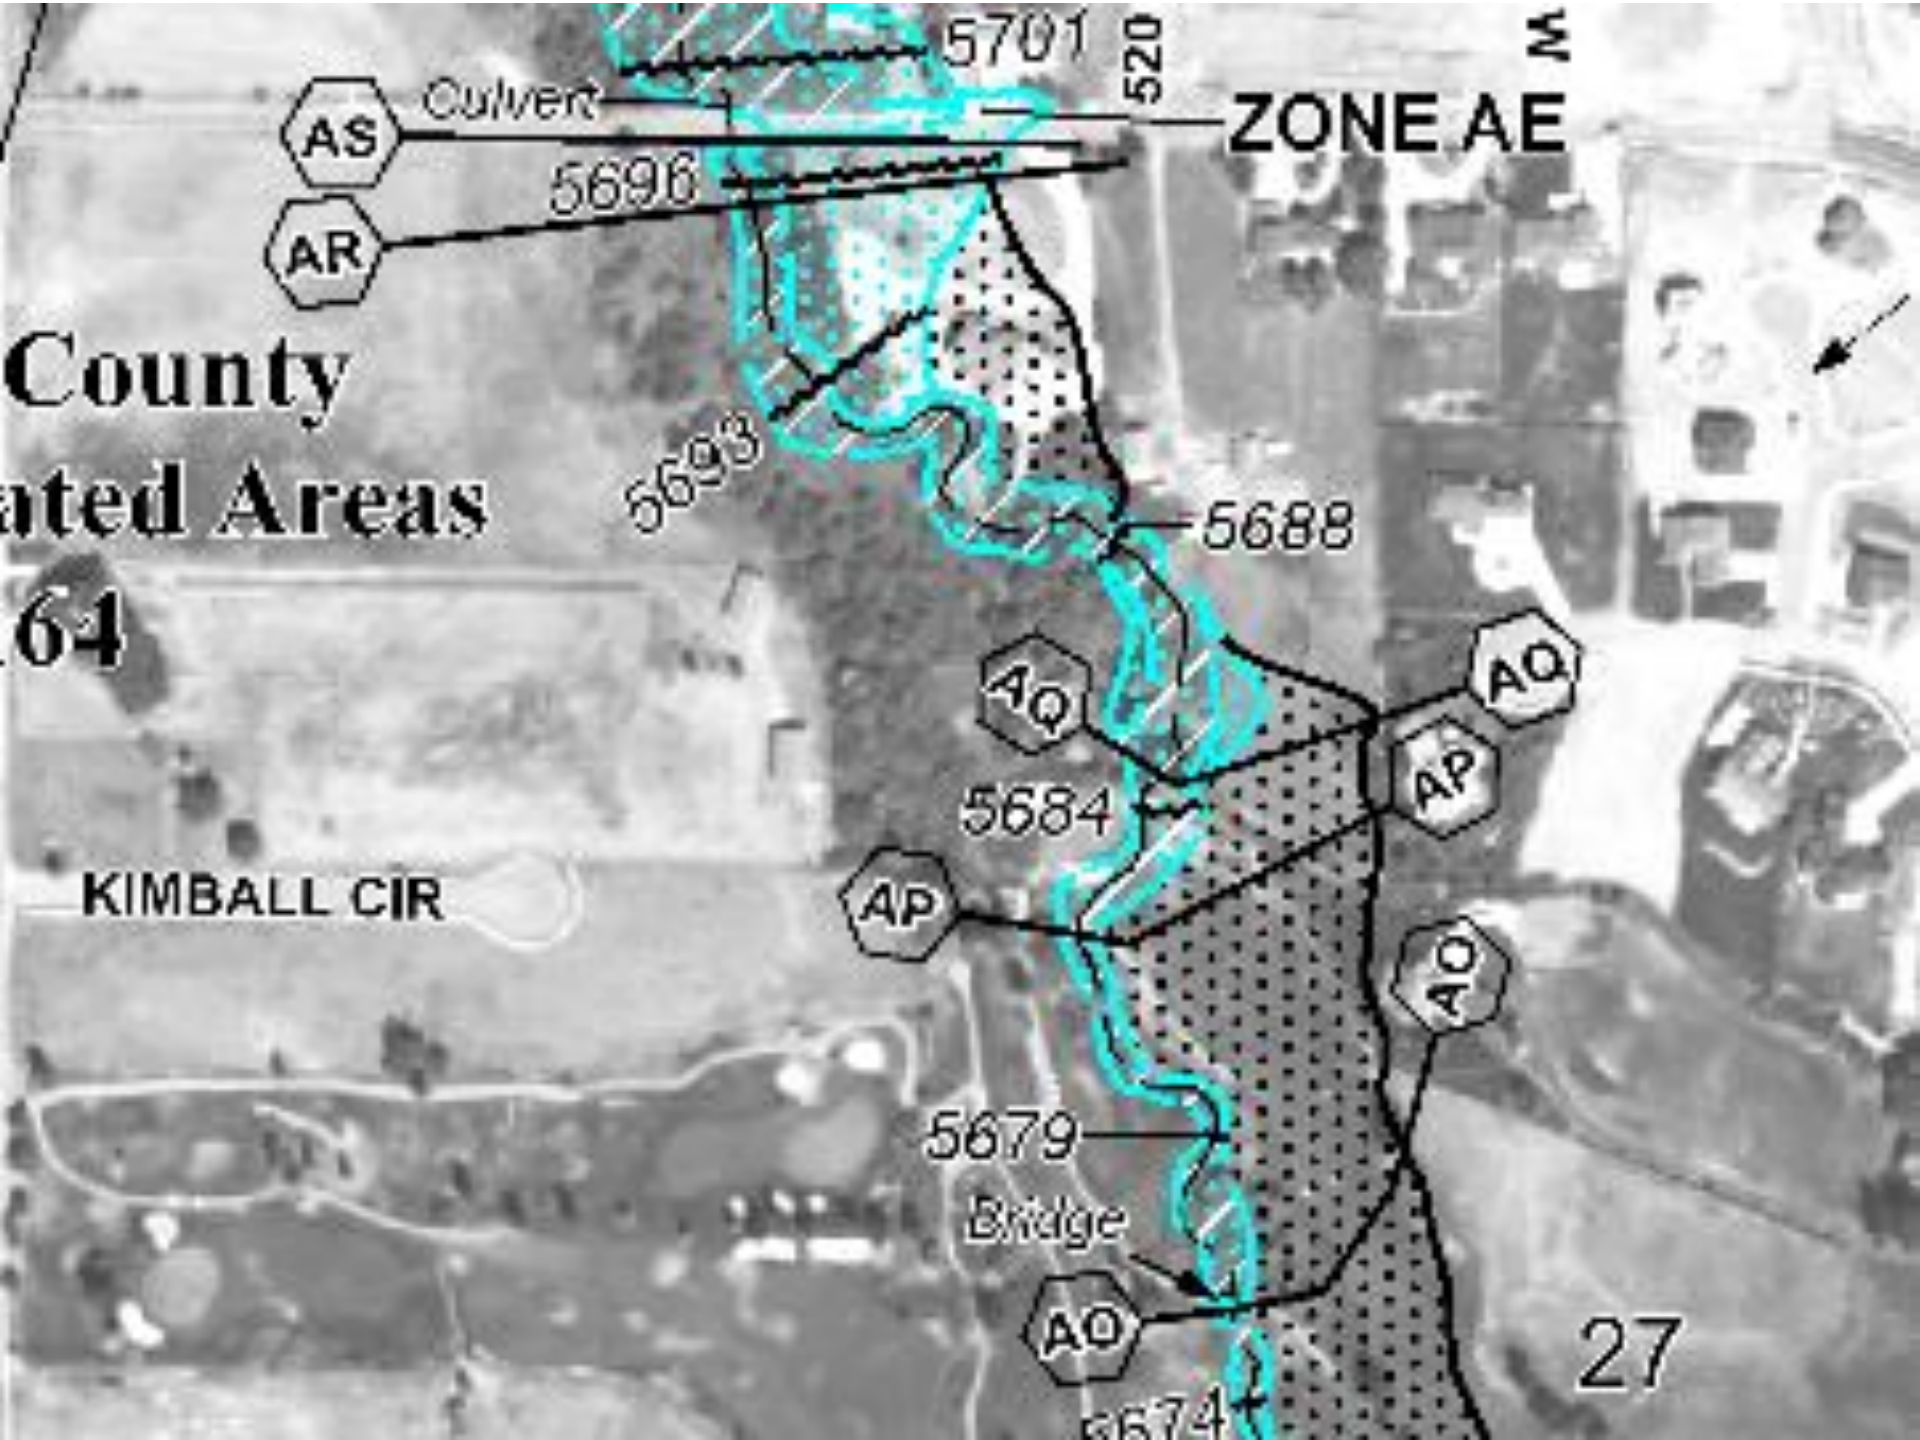 5701
520
W
Culvert
ZONE AE
AS
5696
AR
County
5693
ated Areas
5688
64
AQ
AQ
AP
5684
KIMBALL CIR
AP
AO
5679
Bridge
AO
27
5674